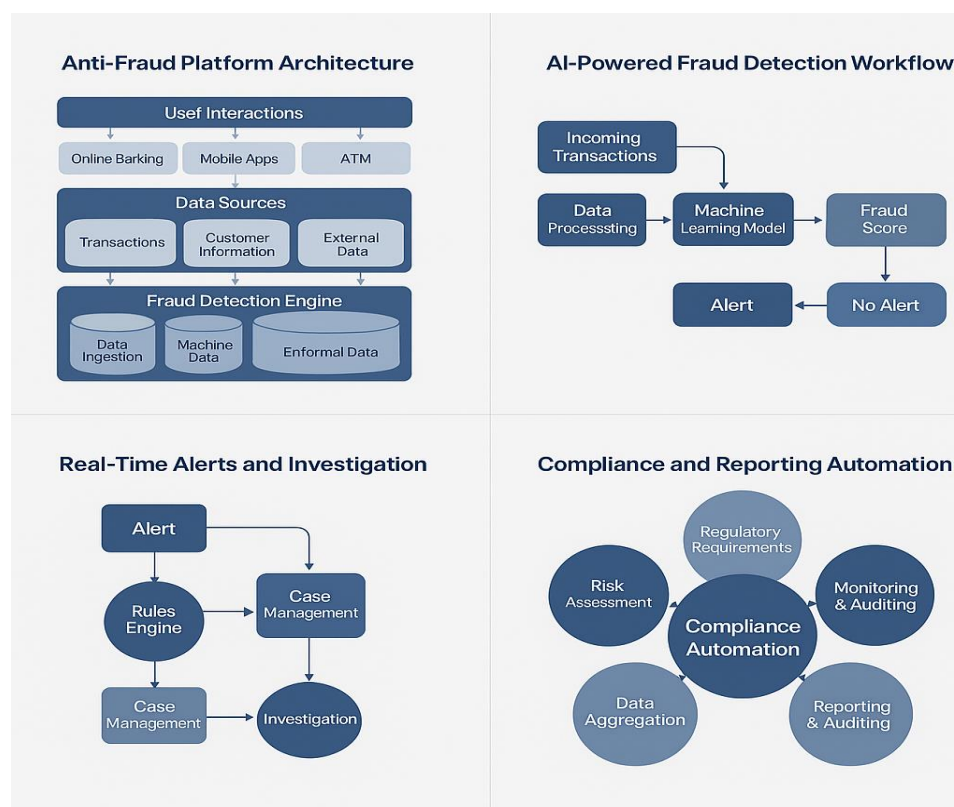 Anti-Fraud Platform Architecture
Usef Interactions
Online Barking
Mobile Apps
ATM
Data Sources
Transactions
Customer
Information
External
Data
Fraud Detection Engine
Data
Ingestion
Machine
Data
Enformal Data
AI-Powered Fraud Detection Workflow
Incoming
Transactions
Data
Processsting
Machine
Learning Model
Fraud
Score
Alert
No Alert
Real-Time Alerts and Investigation
Alert
Rules
Engine
Case
Management
Case
Management
Investigation
Compliance and Reporting Automation
Regulatory
Requirements
Risk
Assessment
Monitoring
& Auditing
Compliance
Automation
Data
Aggregation
Reporting
& Auditing